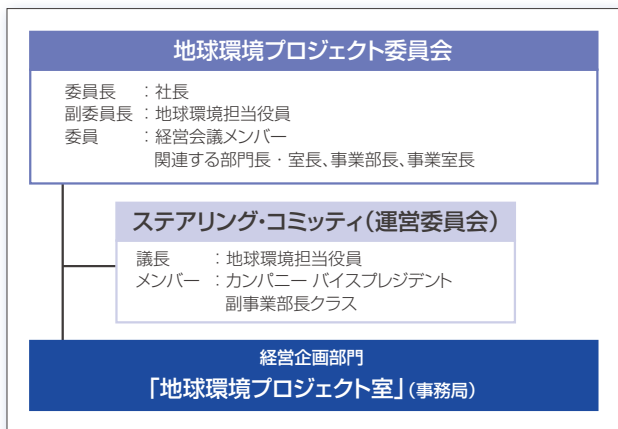 地球環境プロジェクト委員会
委員長　：社長
副委員長：地球環境担当役員
委員　　：経営会議メンバー
関連する部門長・室長、事業部長、事業室長
ステアリング・コミッティ(運営委員会)
議長　　：地球環境担当役員
メンバー：カンパニー バイスプレジデント
副事業部長クラス
経営企画部門
「地球環境プロジェクト室」(事務局)